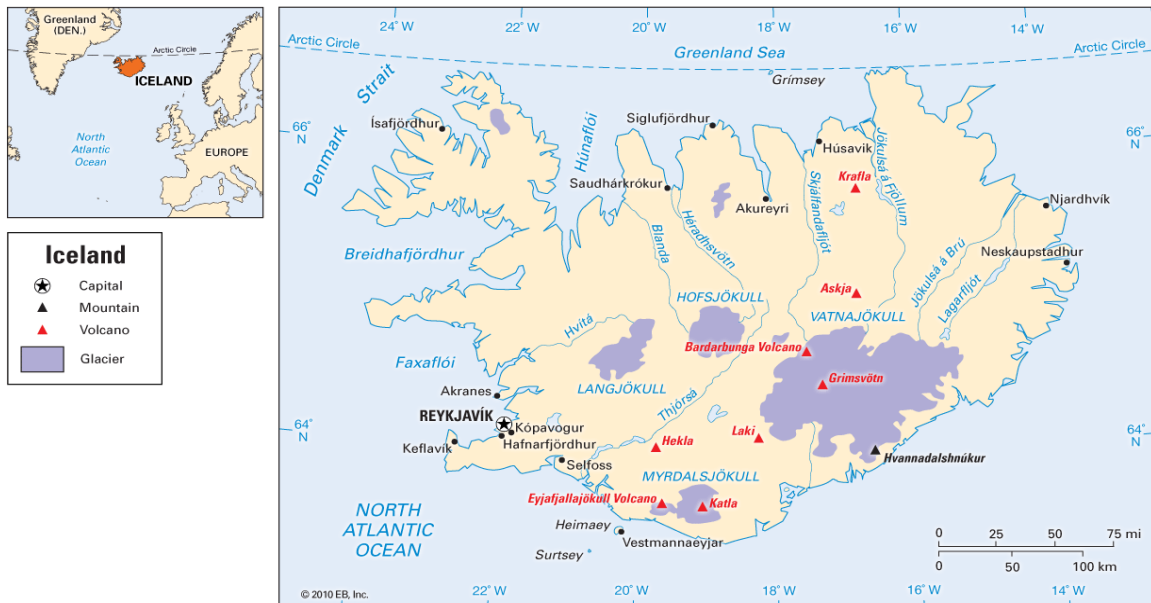 Greenland
(DEN.)
Arctic Circle
ICELAND
North
Atlantic
Ocean
EUROPE
Iceland
Capital
Mountain
Volcano
Glacier
24° W
22° W
20° W
18° W
16° W
14° W
Arctic Circle
Greenland Sea
Arctic Circle
Grímsey
Denmark
Strait
Ísafjördhur
Húnaflói
Siglufjördhur
Húsavik
Jökulsá á Fjöllum
66°
N
66°
N
Krafla
Saudhárkrókur
Akureyri
Skjálfandafljót
Njardhvík
Héradhsvötn
Blanda
Breidhafjördhur
Neskaupstadhur
Jökulsá á Brú
Lagarfljót
Askja
HOFSJÖKULL
VATNAJÖKULL
Hvítá
Bardarbunga Volcano
Faxaflói
Grimsvötn
LANGJÖKULL
Akranes
Thjórsá
REYKJAVÍK
Kópavogur
64°
N
64°
N
Keflavík
Hafnarfjördhur
Hekla
Laki
Selfoss
Hvannadalshnúkur
MYRDALSJÖKULL
Eyjafjallajökull Volcano
Katla
NORTH
ATLANTIC
OCEAN
Heimaey
Vestmannaeyjar
Surtsey
0 25 50 75 mi
0 50 100 km
© 2010 EB, Inc.
22° W
20° W
18° W
16° W
14° W